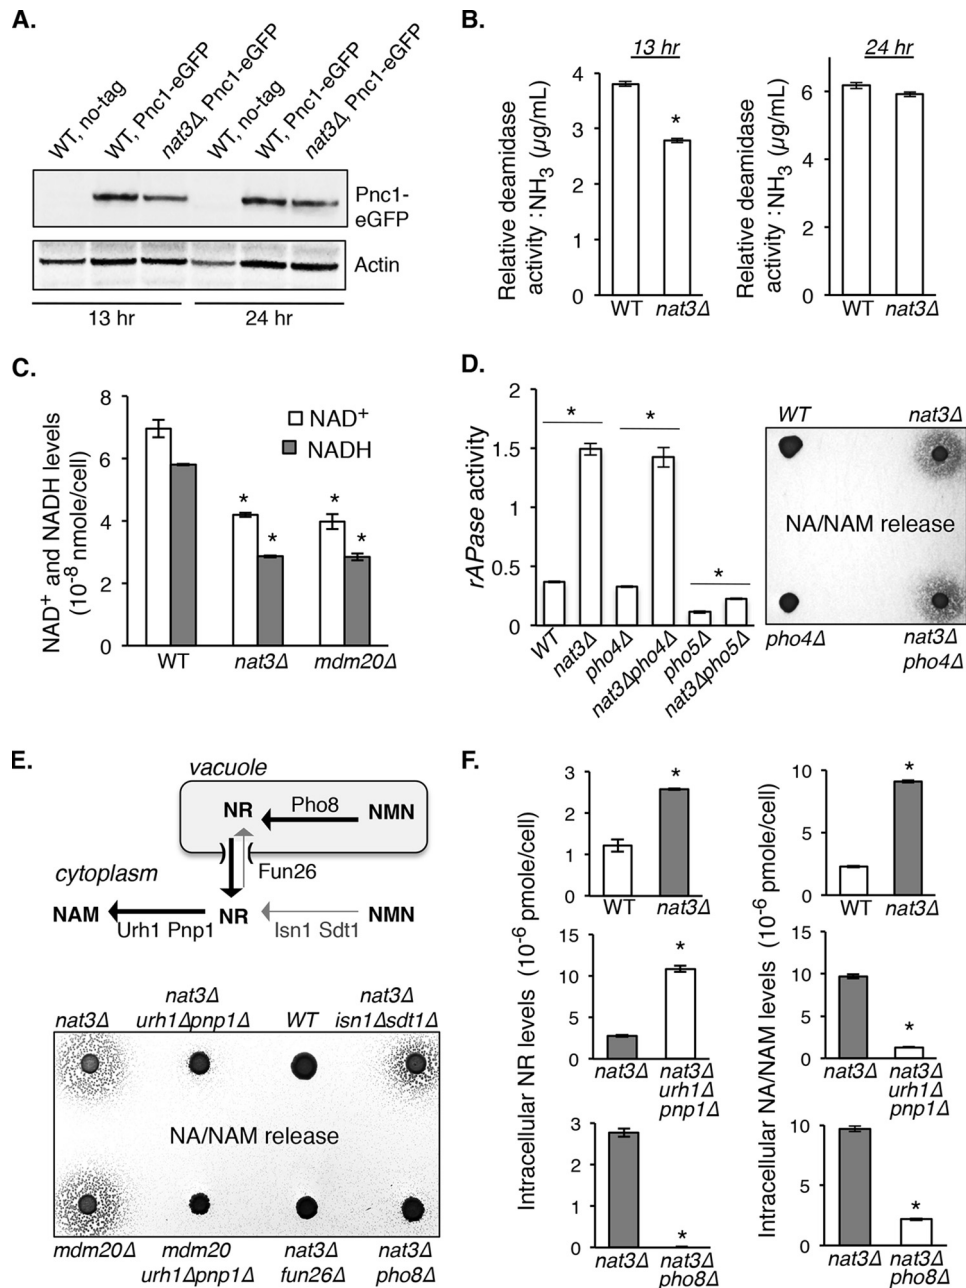 A.
WT, no-tag
WT, Pnc1-eGFP
nat3Δ, Pnc1-eGFP
WT, no-tag
WT, Pnc1-eGFP
nat3Δ, Pnc1-eGFP
Pnc1-
eGFP
Actin
13 hr
24 hr
B.
13 hr
Relative deamidase
activity :NH3 (μg/mL)
4
3
2
1
0
WT
nat3Δ
*
24 hr
Relative deamidase
activity :NH3 (μg/mL)
6
4
2
0
WT
nat3Δ
C.
NAD+ and NADH levels
(10-8 nmole/cell)
8
6
4
2
0
NAD+
NADH
*
*
*
*
WT
nat3Δ
mdm20Δ
D.
rAPase activity
2
1.5
1
0.5
0
*
*
*
WT
nat3Δ
pho4Δ
nat3Δpho4Δ
pho5Δ
nat3Δpho5Δ
WT
nat3Δ
NA/NAM release
pho4Δ
nat3Δ
pho4Δ
E.
vacuole
NR
Pho8
NMN
Fun26
cytoplasm
NAM
Urh1 Pnp1
NR
Isn1 Sdt1
NMN
nat3Δ
nat3Δ
urh1Δpnp1Δ
WT
nat3Δ
isn1Δsdt1Δ
NA/NAM release
mdm20Δ
mdm20
urh1Δpnp1Δ
nat3Δ
fun26Δ
nat3Δ
pho8Δ
F.
Intracellular NR levels (10-6 pmole/cell)
3
2
1
0
*
WT
nat3Δ
15
10
5
0
*
nat3Δ
nat3Δ
urh1Δ
pnp1Δ
3
2
1
0
*
nat3Δ
nat3Δ
pho8Δ
Intracellular NA/NAM levels (10-6 pmole/cell)
10
5
0
*
WT
nat3Δ
15
10
5
0
*
nat3Δ
nat3Δ
urh1Δ
pnp1Δ
10
5
0
*
nat3Δ
nat3Δ
pho8Δ